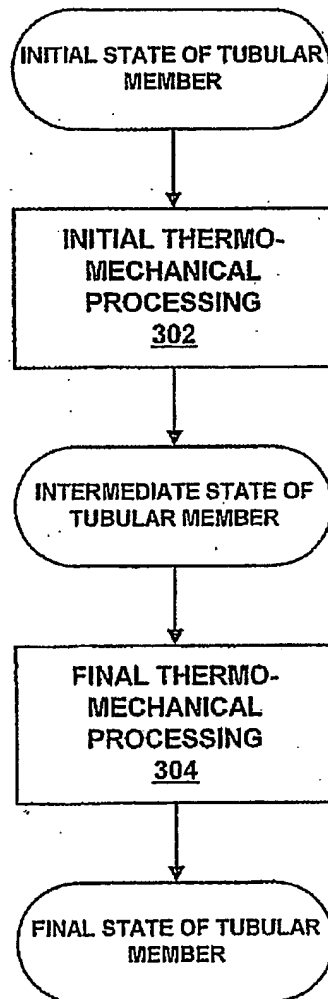 INITIAL STATE OF TUBULAR
MEMBER
INITIAL THERMO-
MECHANICAL
PROCESSING
302
INTERMEDIATE STATE OF
TUBULAR MEMBER
FINAL THERMO-
MECHANICAL
PROCESSING
304
FINAL STATE OF TUBULAR
MEMBER